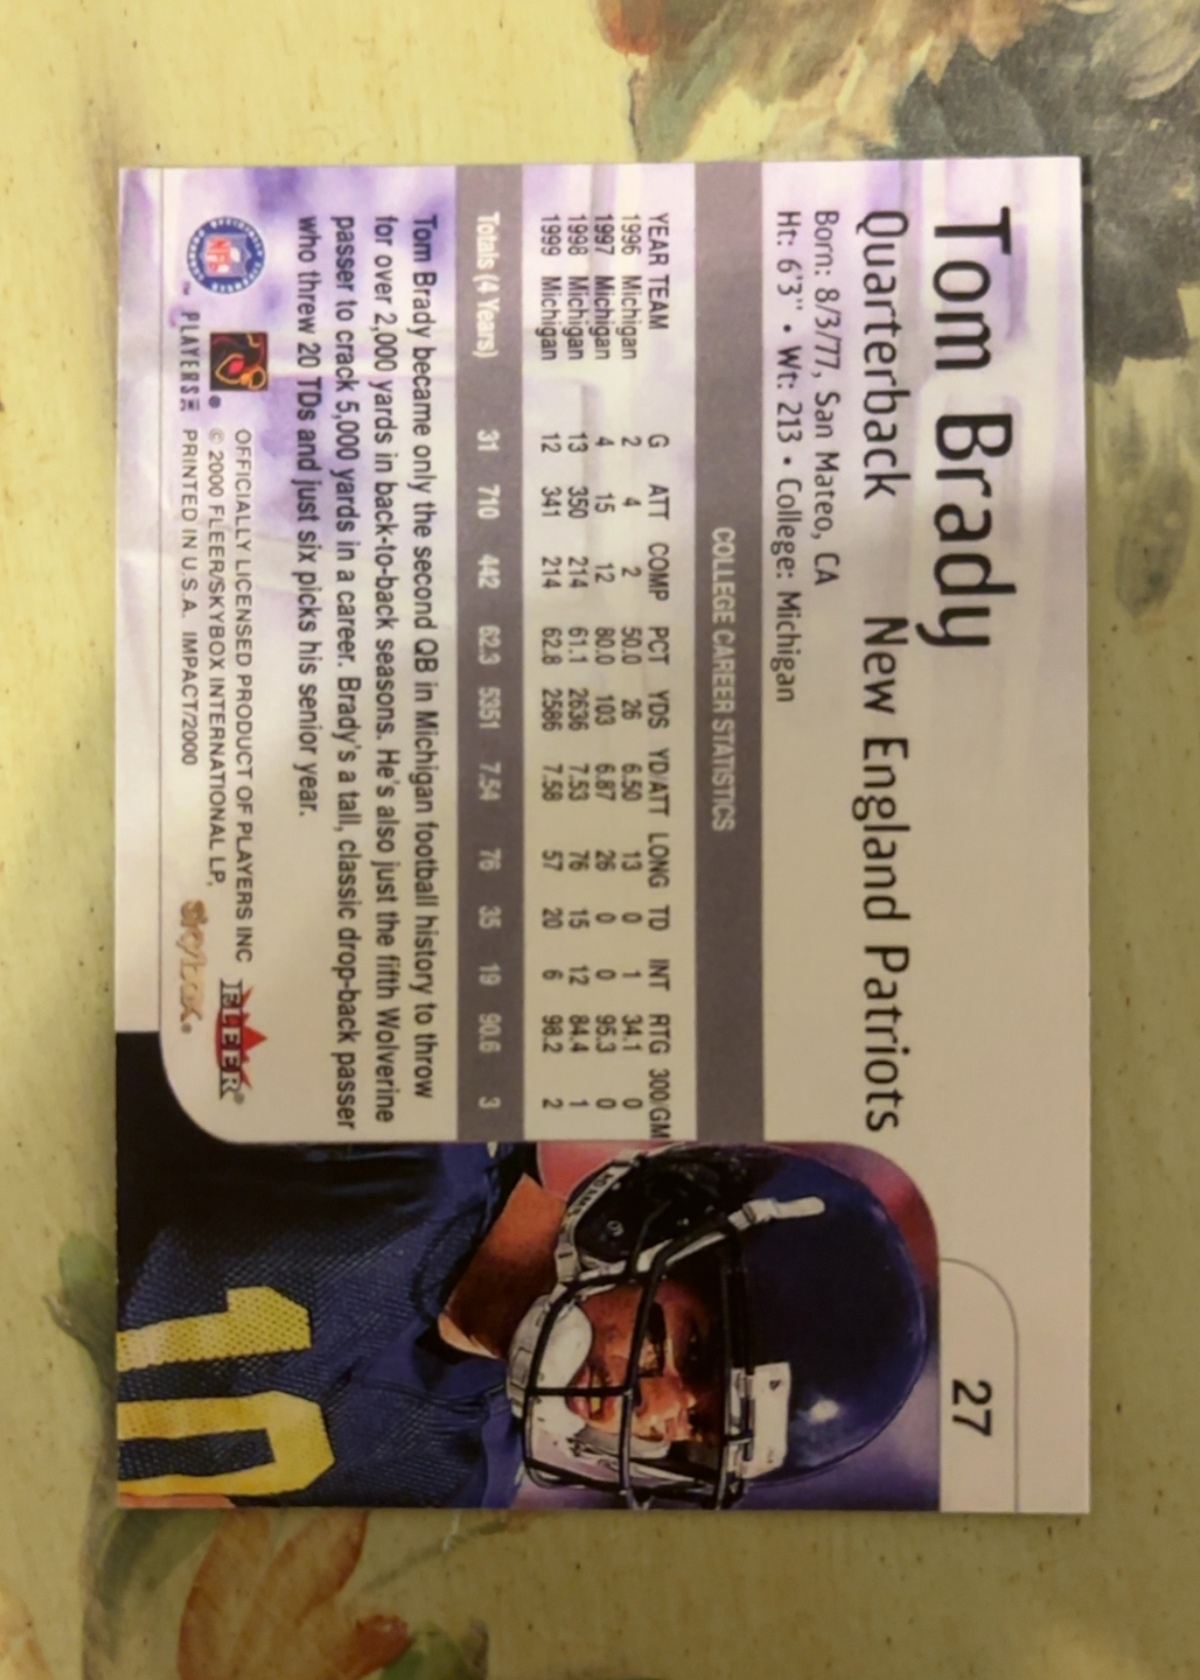 Tom Brady
Quarterback New England Patriots
Born: 8/3/77, San Mateo, CA
Ht: 6'3" • Wt: 213 • College: Michigan
27
COLLEGE CAREER STATISTICS
YEAR TEAM G ATT COMP PCT YDS YD/ATT LONG TD INT RTG 300/GM
1996 Michigan 2 4 2 50.0 26 6.50 13 0 1 34.1 0
1997 Michigan 4 15 12 80.0 103 6.87 26 0 0 95.3 0
1998 Michigan 13 350 214 61.1 2636 7.53 76 15 12 84.4 1
1999 Michigan 12 341 214 62.8 2586 7.58 57 20 6 98.2 2
Totals (4 Years) 31 710 442 62.3 5351 7.54 76 35 19 90.6 3
Tom Brady became only the second QB in Michigan football history to throw
for over 2,000 yards in back-to-back seasons. He's also just the fifth Wolverine
passer to crack 5,000 yards in a career. Brady's a tall, classic drop-back passer
who threw 20 TDs and just six picks his senior year.
NFL
PLAYERS INC
OFFICIALLY LICENSED PRODUCT OF PLAYERS INC
© 2000 FLEER/SKYBOX INTERNATIONAL LP,
PRINTED IN U.S.A. IMPACT/2000
FLEER®
skybox®
10